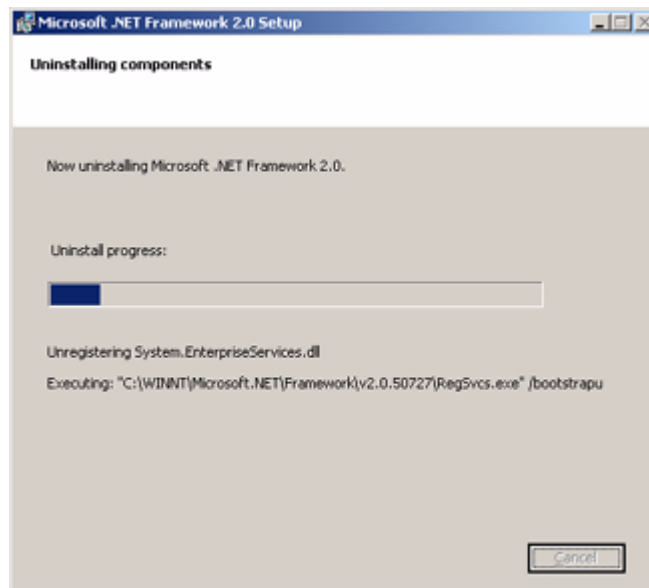 Microsoft .NET Framework 2.0 Setup
Uninstalling components
Now uninstalling Microsoft .NET Framework 2.0.
Uninstall progress:
Unregistering System.EnterpriseServices.dll
Executing: "C:\WINNT\Microsoft.NET\Framework\v2.0.50727\RegSvcs.exe" /bootstrapu
Cancel